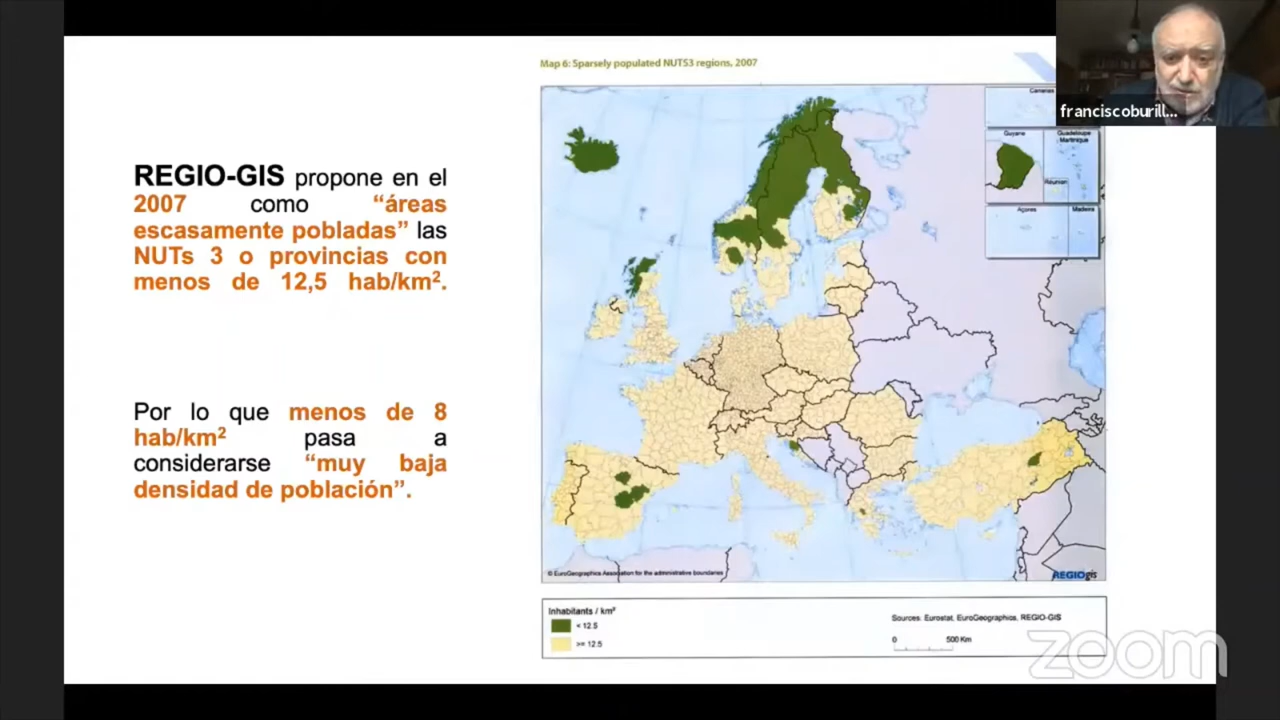 REGIO-GIS propone en el
2007 como “áreas
escasamente pobladas” las
NUTs 3 o provincias con
menos de 12,5 hab/km².
Por lo que menos de 8
hab/km² pasa a
considerarse “muy baja
densidad de población”.
Map 6: Sparsely populated NUTS3 regions, 2007
Canarias
Guyane
Guadeloupe
Martinique
Réunion
Açores
Madeira
© EuroGeographics Association for the administrative boundaries
REGIOgis
Inhabitants / km²
< 12.5
>= 12.5
Sources: Eurostat, EuroGeographics, REGIO-GIS
0 500 Km
franciscoburill...
zoom